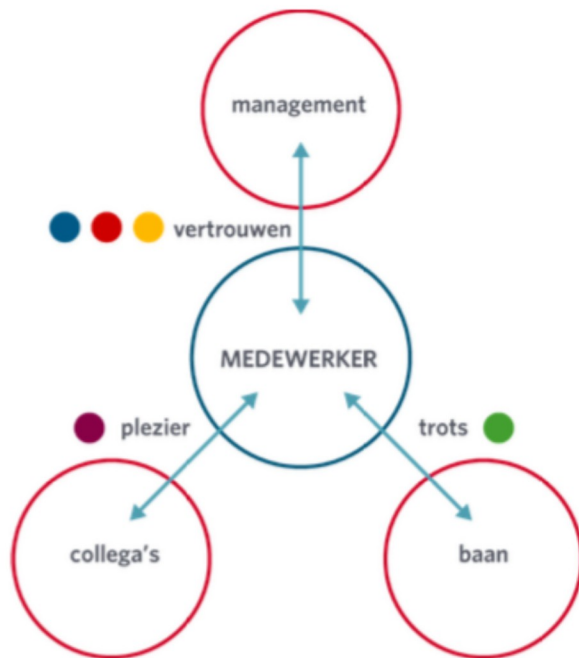 management
vertrouwen
MEDEWERKER
plezier
trots
collega's
baan